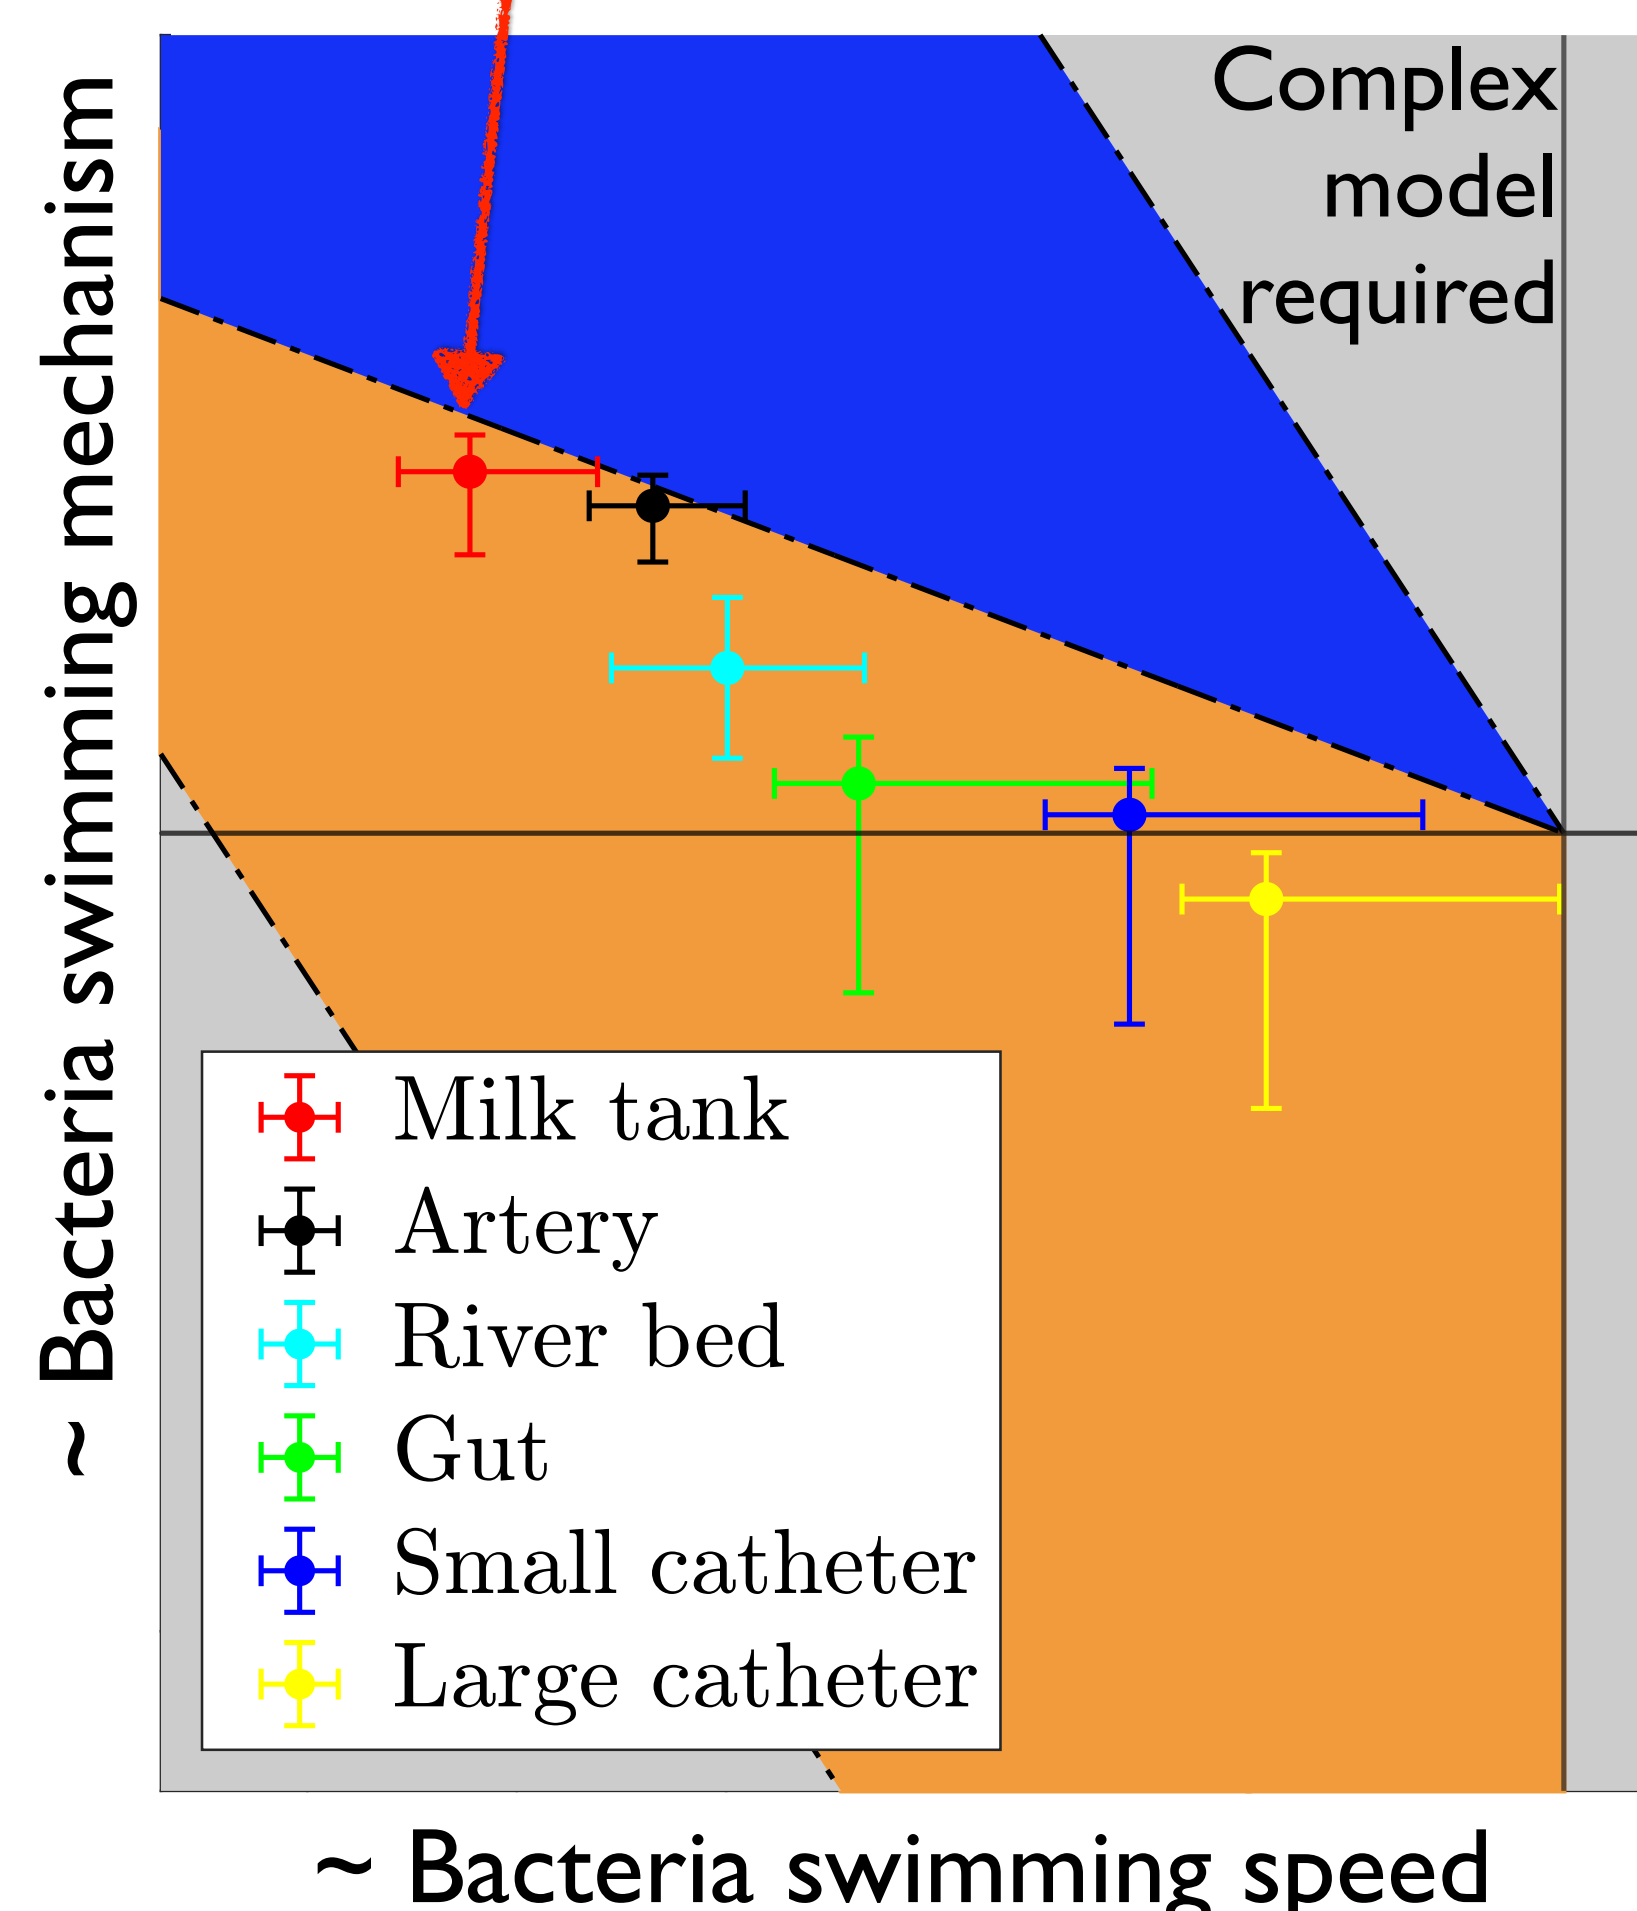 Complex
model
required
~ Bacteria swimming mechanism
Milk tank
Artery
River bed
Gut
Small catheter
Large catheter
~ Bacteria swimming speed